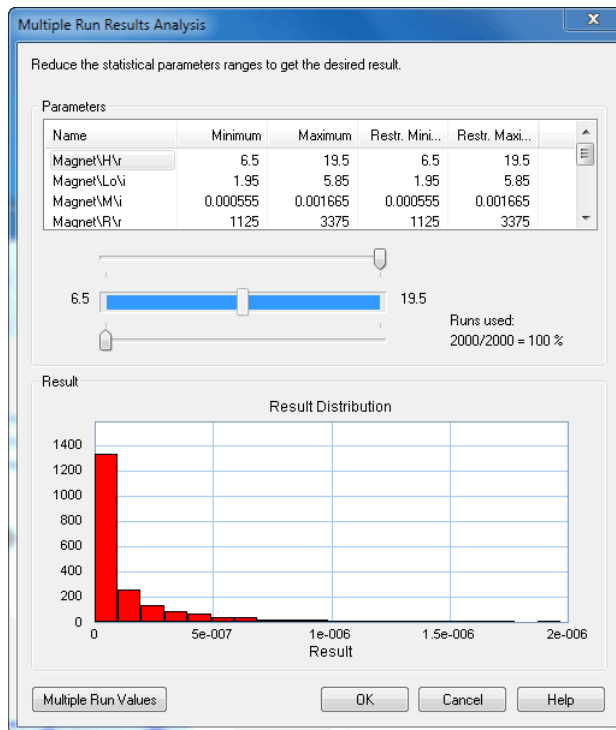 Multiple Run Results Analysis
Reduce the statistical parameters ranges to get the desired result.
Parameters
Name Minimum Maximum Restr. Mini... Restr. Maxi...
Magnet\H\r 6.5 19.5 6.5 19.5
Magnet\Lo\i 1.95 5.85 1.95 5.85
Magnet\M\i 0.000555 0.001665 0.000555 0.001665
Magnet\R\r 1125 3375 1125 3375
6.5 19.5
Runs used:
2000/2000 = 100 %
Result
Result Distribution
1400
1200
1000
800
600
400
200
0
0 5e-007 1e-006 1.5e-006 2e-006
Result
Multiple Run Values OK Cancel Help